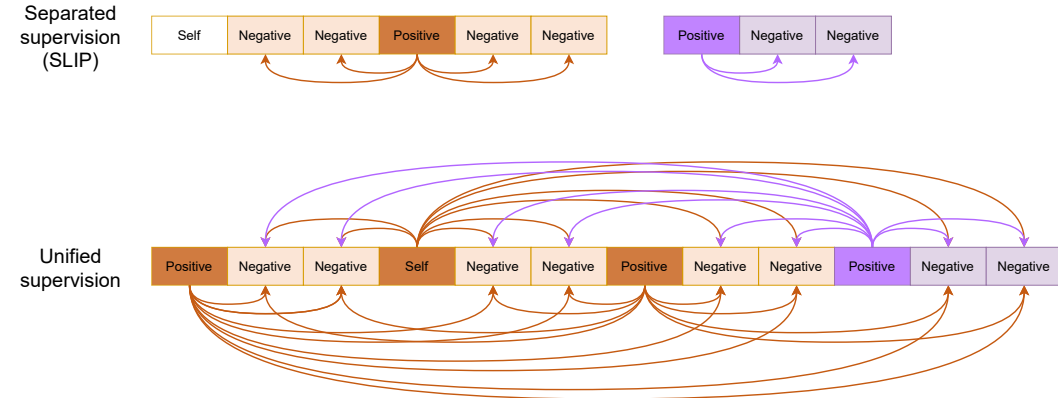 Separated
supervision
(SLIP)
Self Negative Negative Positive Negative Negative Positive Negative Negative
Unified
supervision
Positive Negative Negative Self Negative Negative Positive Negative Negative Positive Negative Negative